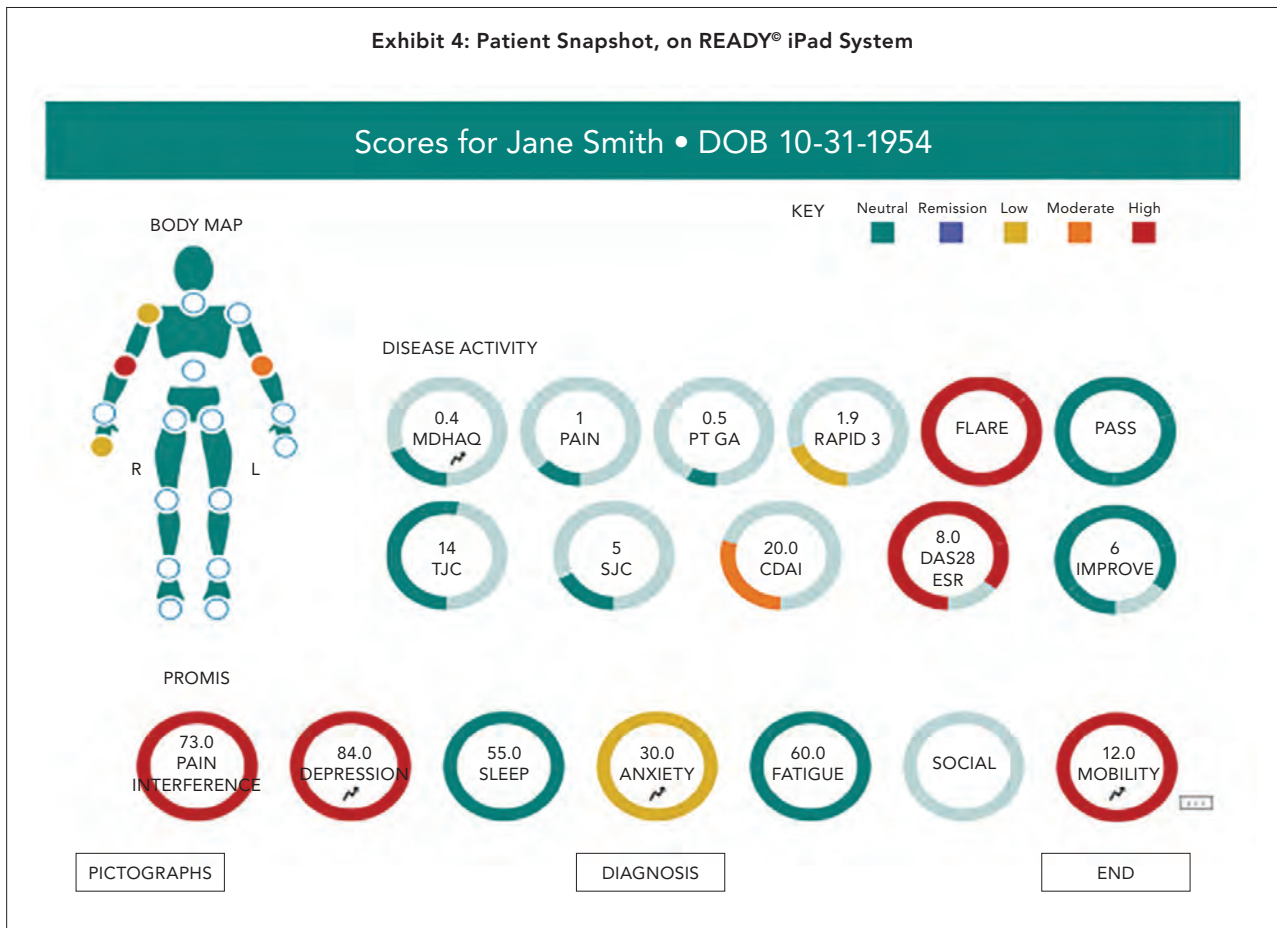 Exhibit 4: Patient Snapshot, on READY© iPad System
Scores for Jane Smith • DOB 10-31-1954
KEY
Neutral
Remission
Low
Moderate
High
BODY MAP
R
L
DISEASE ACTIVITY
0.4
MDHAQ
1
PAIN
0.5
PT GA
1.9
RAPID 3
FLARE
PASS
14
TJC
5
SJC
20.0
CDAI
8.0
DAS28
ESR
6
IMPROVE
PROMIS
73.0
PAIN
INTERFERENCE
84.0
DEPRESSION
55.0
SLEEP
30.0
ANXIETY
60.0
FATIGUE
SOCIAL
12.0
MOBILITY
PICTOGRAPHS
DIAGNOSIS
END